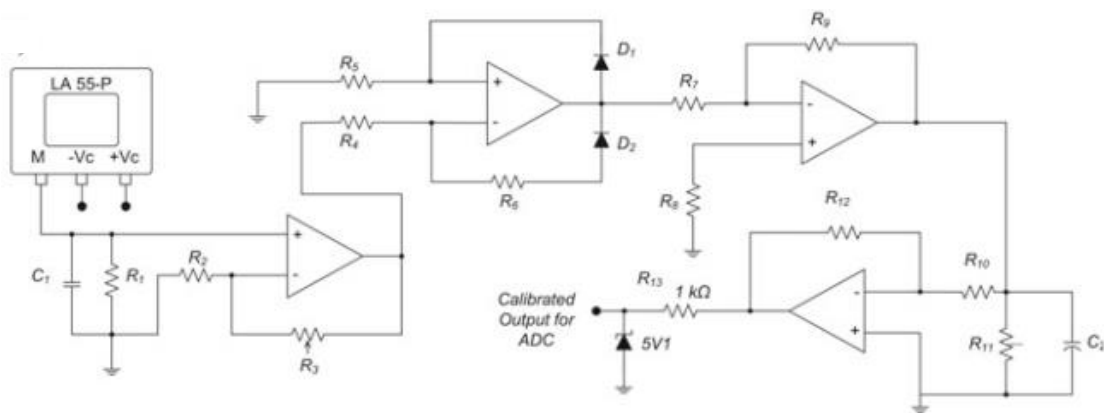 LA 55-P
M -Vc +Vc
C1
R1
R2
R3
R5
R4
R6
+
-
D1
D2
R7
R9
-
+
R8
+
-
R12
R10
R11
C2
-
+
R13
1 kΩ
Calibrated
Output for
ADC
5V1